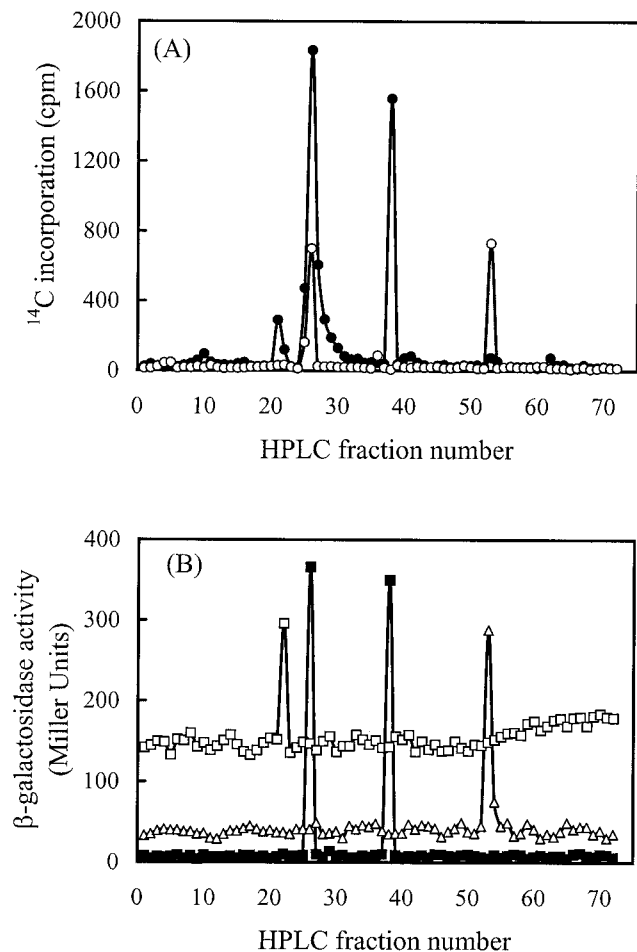 (A)
2000
1600
1200
800
400
0
¹⁴C incorporation (cpm)
0 10 20 30 40 50 60 70
HPLC fraction number
(B)
400
300
200
100
0
β-galactosidase activity
(Miller Units)
0 10 20 30 40 50 60 70
HPLC fraction number